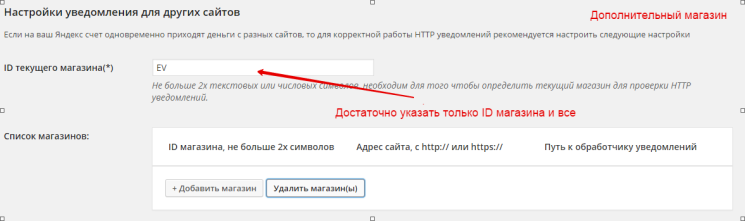 Настройки уведомления для других сайтов
Дополнительный магазин
Если на ваш Яндекс счет одновременно приходят деньги с разных сайтов, то для корректной работы HTTP уведомлений рекомендуется настроить следующие настройки
ID текущего магазина(*)
EV
Не больше 2х текстовых или числовых символов, необходим для того чтобы определить текущий магазин для проверки HTTP
уведомлений.
Достаточно указать только ID магазина и все
Список магазинов:
ID магазина, не больше 2х символов Адрес сайта, с http:// или https:// Путь к обработчику уведомлений
+ Добавить магазин Удалить магазин(ы)